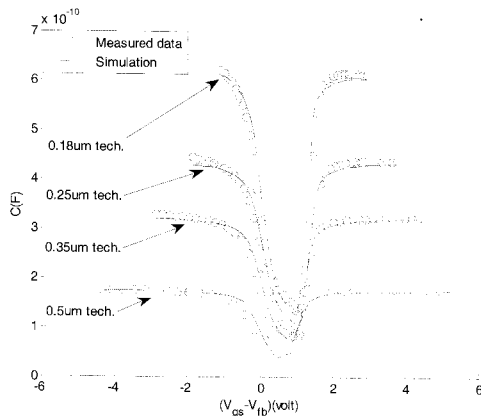 x 10^-10
7
6
5
4
3
2
1
0
C(F)
Measured data
Simulation
0.18um tech.
0.25um tech.
0.35um tech.
0.5um tech.
-6
-4
-2
0
2
4
6
(V_gs-V_fb)(volt)